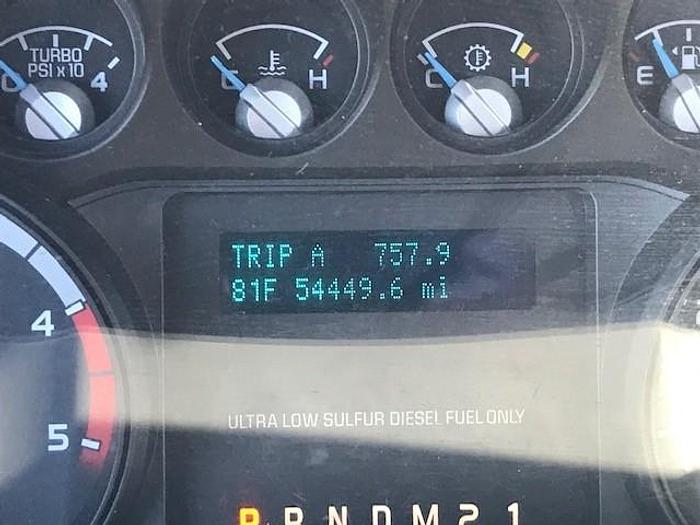 TURBO
PSI x 10
0 4
C H
C H
E
TRIP A 757.9
81F 54449.6 mi
4
5
ULTRA LOW SULFUR DIESEL FUEL ONLY
P R N D M 2 1